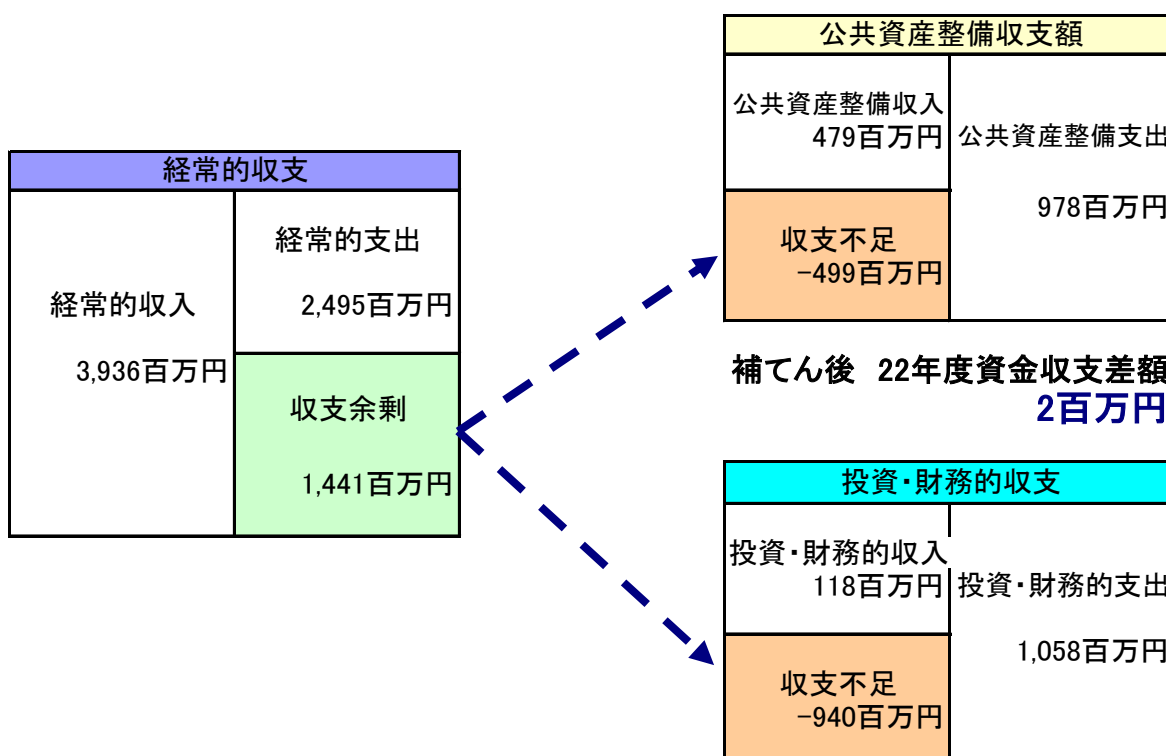 経常的収支
経常的収入
3,936百万円
経常的支出
2,495百万円
収支余剰
1,441百万円
公共資産整備収支額
公共資産整備収入
479百万円
収支不足
-499百万円
公共資産整備支出
978百万円
補てん後 22年度資金収支差額
2百万円
投資・財務的収支
投資・財務的収入
118百万円
収支不足
-940百万円
投資・財務的支出
1,058百万円